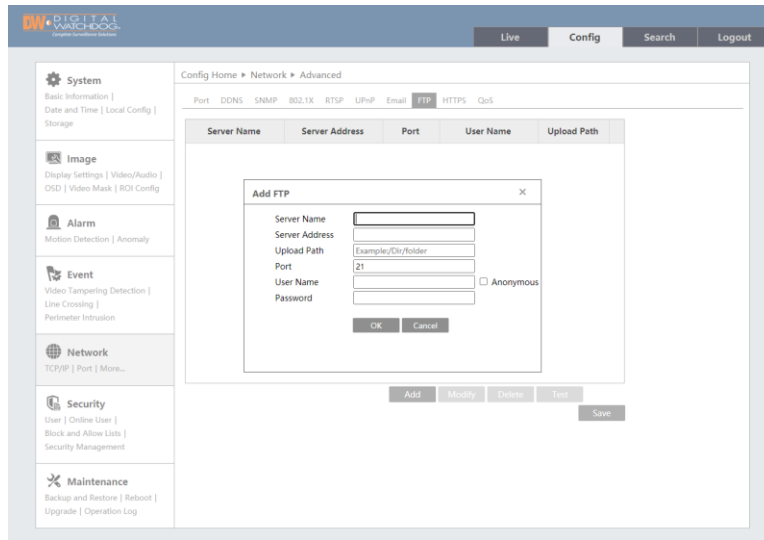 DW DIGITAL
WATCHDOG
Complete Surveillance Solutions
Live Config Search Logout
System
Basic Information |
Date and Time | Local Config |
Storage
Image
Display Settings | Video/Audio |
OSD | Video Mask | ROI Config
Alarm
Motion Detection | Anomaly
Event
Video Tampering Detection |
Line Crossing |
Perimeter Intrusion
Network
TCP/IP | Port | More...
Security
User | Online User |
Block and Allow Lists |
Security Management
Maintenance
Backup and Restore | Reboot |
Upgrade | Operation Log
Config Home ▸ Network ▸ Advanced
Port DDNS SNMP 802.1X RTSP UPnP Email FTP HTTPS QoS
Server Name Server Address Port User Name Upload Path
Add FTP ×
Server Name
Server Address
Upload Path Example:/Dir/folder
Port 21
User Name Anonymous
Password
OK Cancel
Add Modify Delete Test
Save